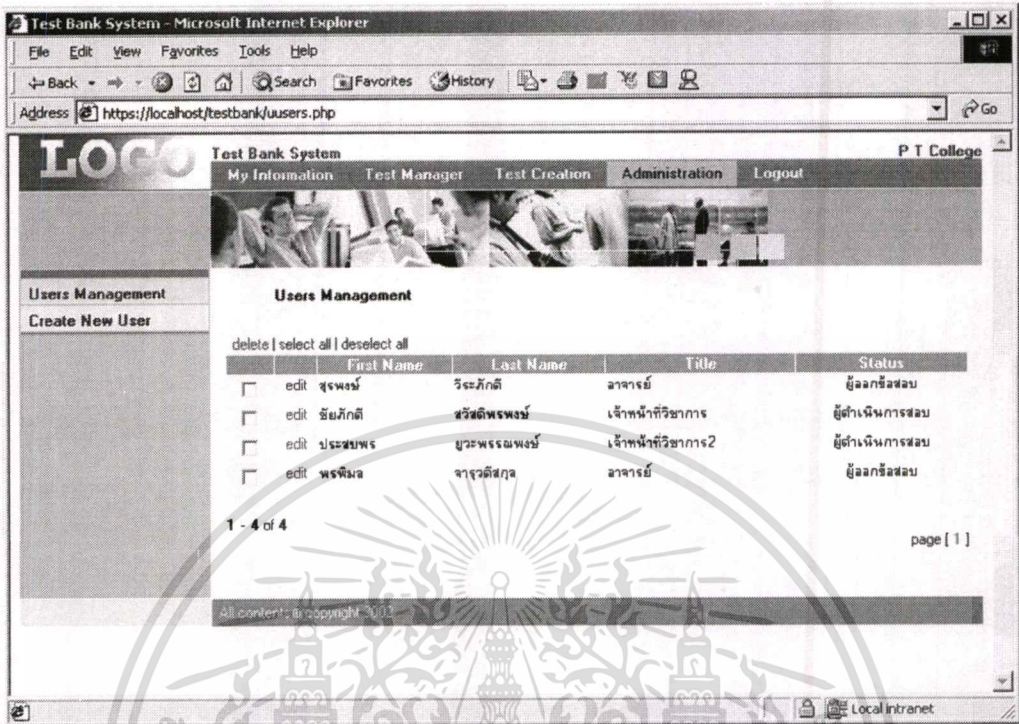 Test Bank System - Microsoft Internet Explorer
File Edit View Favorites Tools Help
Back Search Favorites History
Address https://localhost/testbank/uusers.php Go
LOGO
Test Bank System P T College
My Information Test Manager Test Creation Administration Logout
Users Management
Create New User
Users Management
delete | select all | deselect all
First Name Last Name Title Status
edit สุรพงษ์ วีระภักดี อาจารย์ ผู้ออกข้อสอบ
edit ชัยภักดี สวัสดิพรพงษ์ เจ้าหน้าที่วิชาการ ผู้ดำเนินการสอบ
edit ประสบพร ยุวะพรรณพงษ์ เจ้าหน้าที่วิชาการ2 ผู้ดำเนินการสอบ
edit พรพิมล จารุวดีสกุล อาจารย์ ผู้ออกข้อสอบ
1 - 4 of 4
page [ 1 ]
All contents © copyright 2002
Local intranet